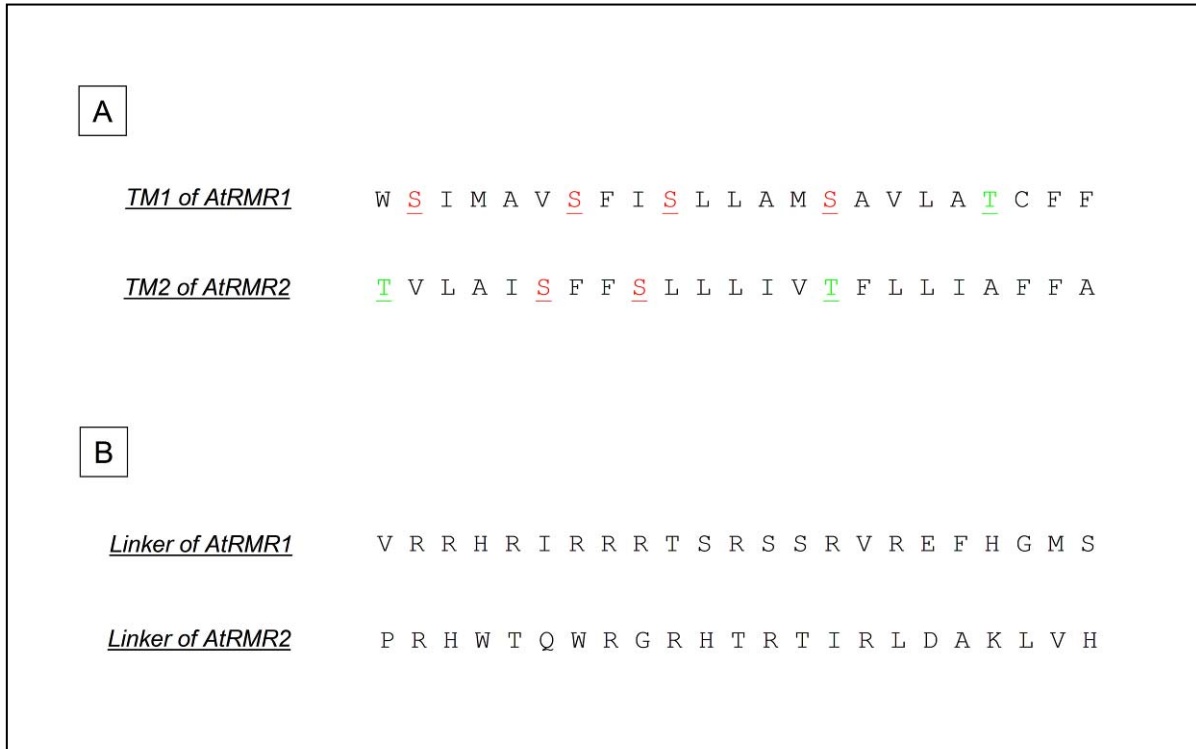 A
TM1 of AtRMR1 W S I M A V S F I S L L A M S A V L A T C F F
TM2 of AtRMR2 T V L A I S F F S L L L I V T F L L I A F F A
B
Linker of AtRMR1 V R R H R I R R R T S R S S R V R E F H G M S
Linker of AtRMR2 P R H W T Q W R G R H T R T I R L D A K L V H